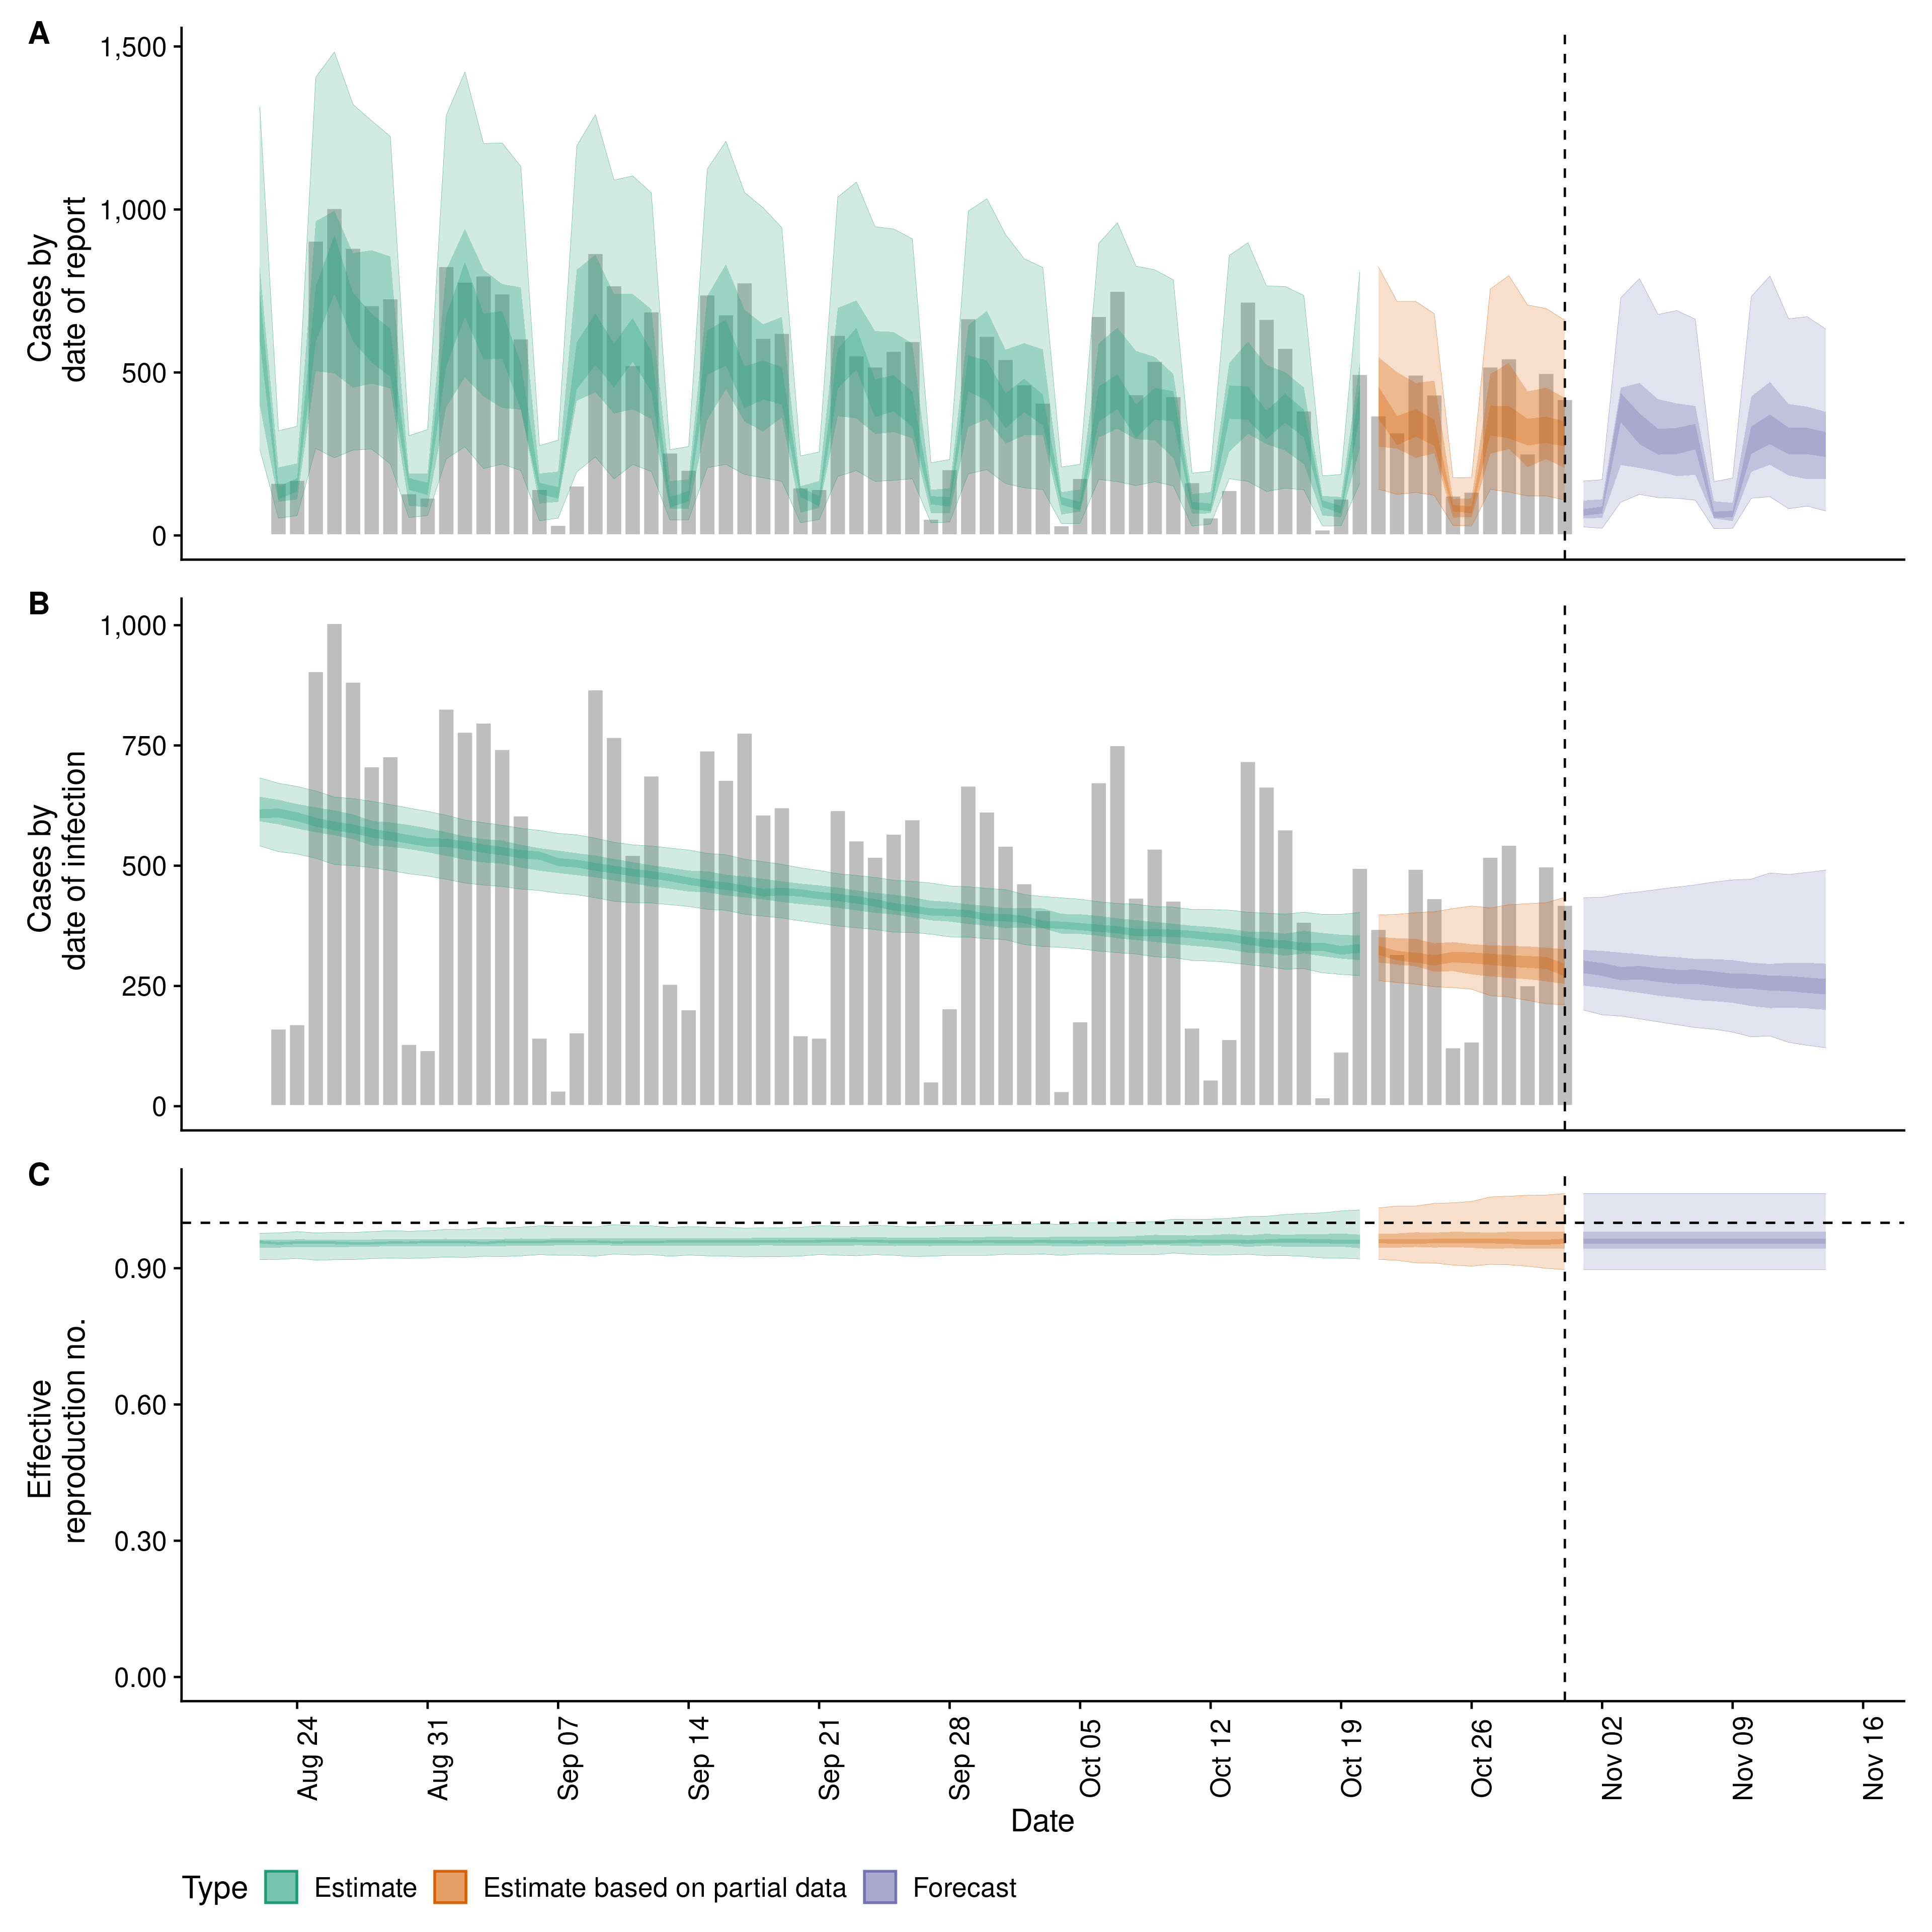 A
1,500
1,000
500
0
Cases by
date of report
B
1,000
750
500
250
0
Cases by
date of infection
C
0.90
0.60
0.30
0.00
Effective
reproduction no.
Aug 24
Aug 31
Sep 07
Sep 14
Sep 21
Sep 28
Oct 05
Oct 12
Oct 19
Oct 26
Nov 02
Nov 09
Nov 16
Date
Type Estimate Estimate based on partial data Forecast